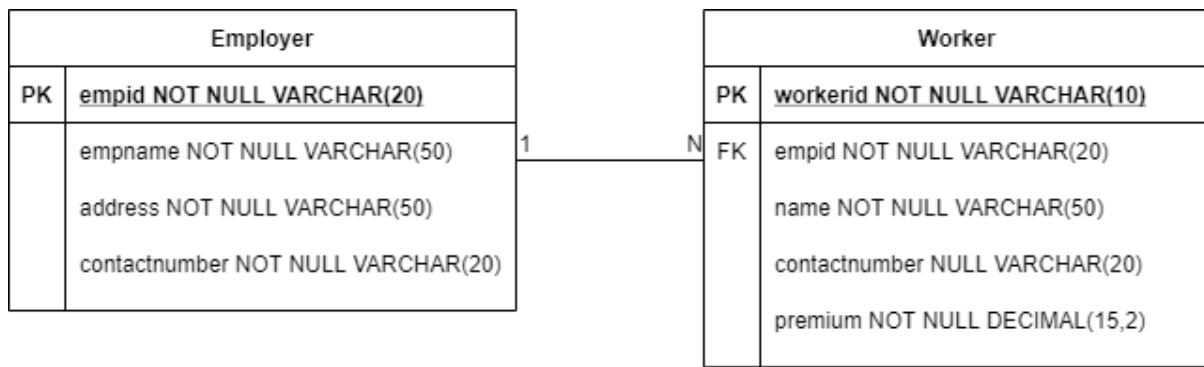 Employer
PK empid NOT NULL VARCHAR(20)
empname NOT NULL VARCHAR(50)
address NOT NULL VARCHAR(50)
contactnumber NOT NULL VARCHAR(20)
1
N
Worker
PK workerid NOT NULL VARCHAR(10)
FK empid NOT NULL VARCHAR(20)
name NOT NULL VARCHAR(50)
contactnumber NULL VARCHAR(20)
premium NOT NULL DECIMAL(15,2)